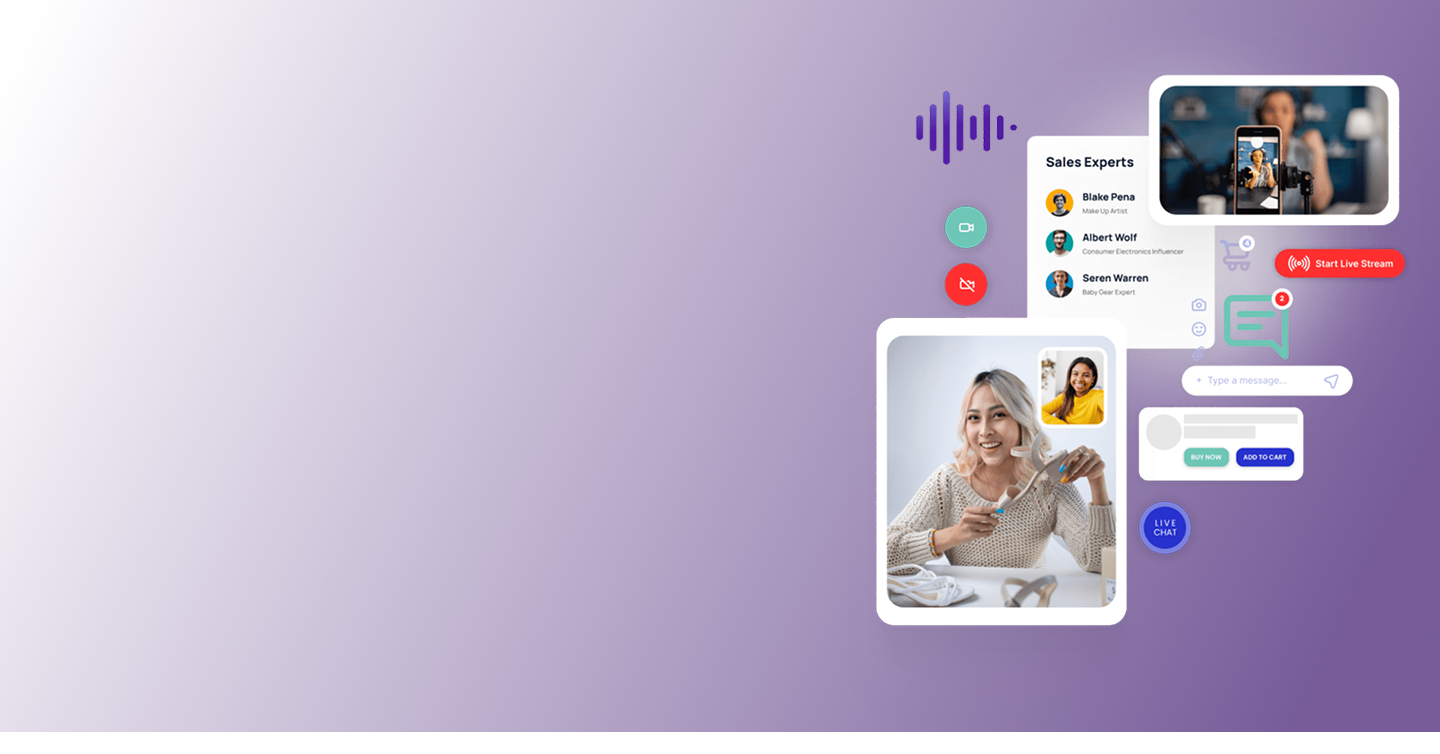 Sales Experts
Blake Pena
Make Up Artist
Albert Wolf
Consumer Electronics Influencer
Seren Warren
Baby Gear Expert
4
Start Live Stream
2
+ Type a message...
BUY NOW
ADD TO CART
LIVE
CHAT